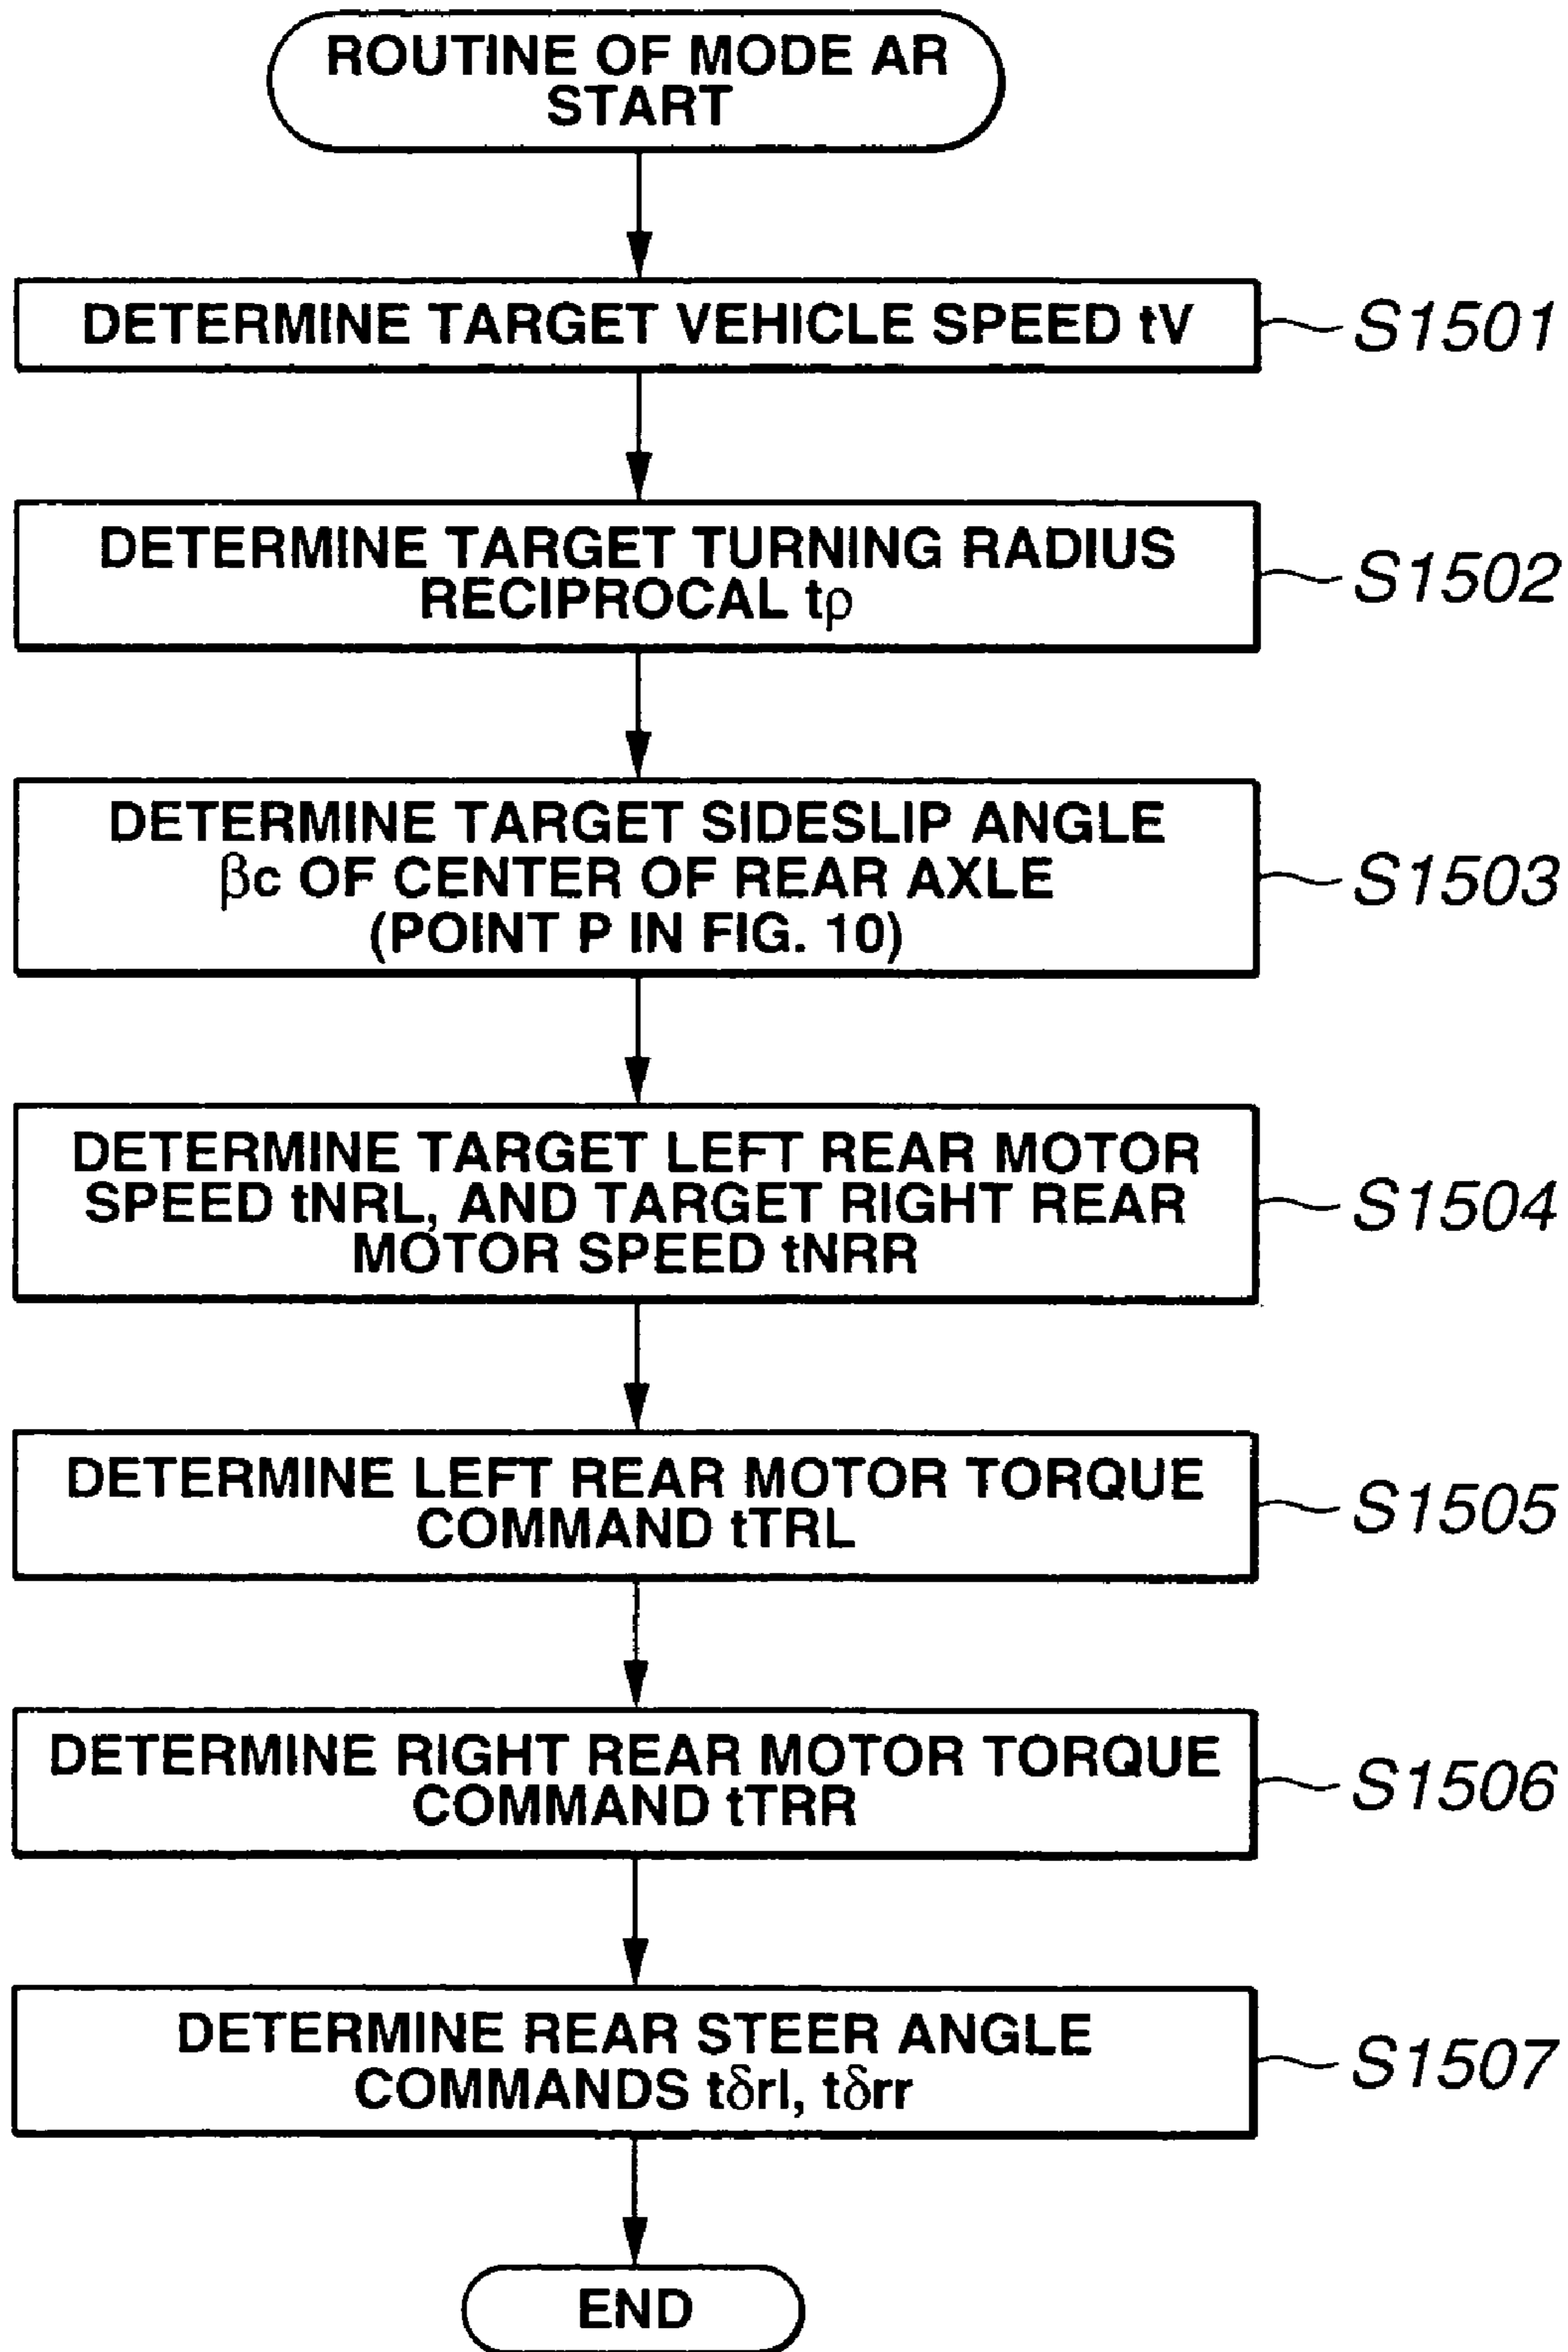 ROUTINE OF MODE AR
START
DETERMINE TARGET VEHICLE SPEED tV
S1501
DETERMINE TARGET TURNING RADIUS
RECIPROCAL tρ
S1502
DETERMINE TARGET SIDESLIP ANGLE
βc OF CENTER OF REAR AXLE
(POINT P IN FIG. 10)
S1503
DETERMINE TARGET LEFT REAR MOTOR
SPEED tNRL, AND TARGET RIGHT REAR
MOTOR SPEED tNRR
S1504
DETERMINE LEFT REAR MOTOR TORQUE
COMMAND tTRL
S1505
DETERMINE RIGHT REAR MOTOR TORQUE
COMMAND tTRR
S1506
DETERMINE REAR STEER ANGLE
COMMANDS tδrl, tδrr
S1507
END